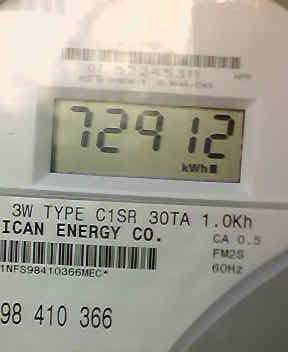 72912
kWh
3W TYPE C1SR 30TA 1.0Kh
ICAN ENERGY CO.
CA 0.5
FM2S
60Hz
1NFS98410366MEC*
98 410 366